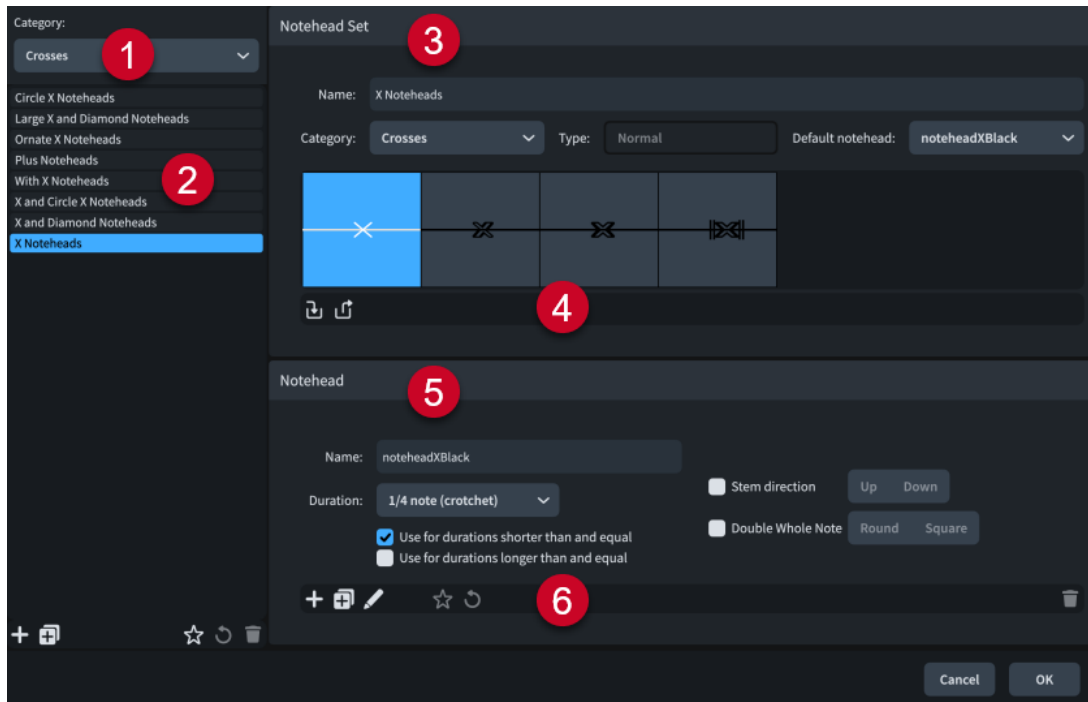 Category:
Crosses
1
Circle X Noteheads
Large X and Diamond Noteheads
Ornate X Noteheads
Plus Noteheads
With X Noteheads
X and Circle X Noteheads
X and Diamond Noteheads
X Noteheads
2
Notehead Set
3
Name: X Noteheads
Category: Crosses Type: Normal Default notehead: noteheadXBlack
4
Notehead
5
Name: noteheadXBlack
Duration: 1/4 note (crotchet)
Use for durations shorter than and equal
Use for durations longer than and equal
Stem direction Up Down
Double Whole Note Round Square
6
Cancel OK